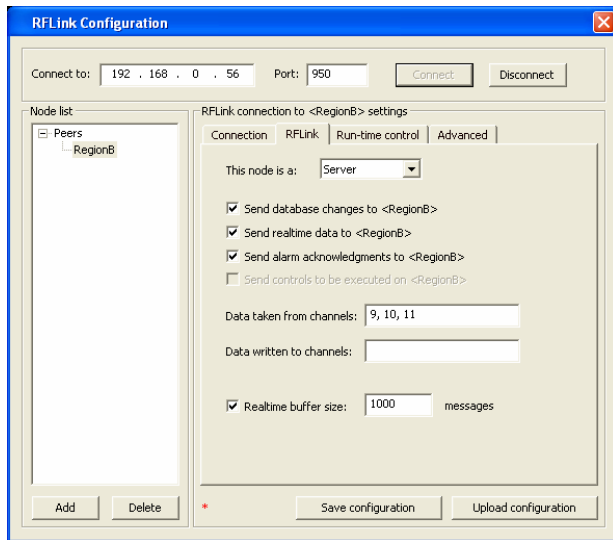 RFLink Configuration
Connect to: 192 . 168 . 0 . 56 Port: 950 Connect Disconnect
Node list
Peers
RegionB
Add Delete
RFLink connection to <RegionB> settings
Connection RFLink Run-time control Advanced
This node is a: Server
Send database changes to <RegionB>
Send realtime data to <RegionB>
Send alarm acknowledgments to <RegionB>
Send controls to be executed on <RegionB>
Data taken from channels: 9, 10, 11
Data written to channels:
Realtime buffer size: 1000 messages
* Save configuration Upload configuration